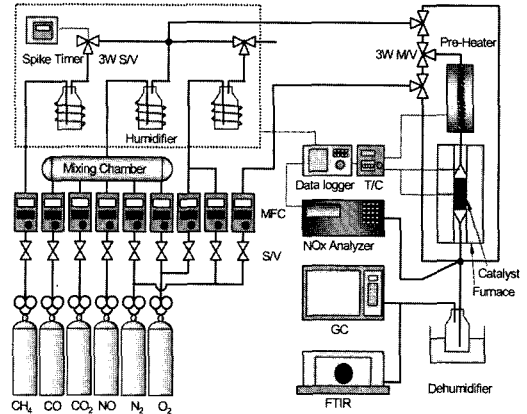 Spike Timer
3W S/V
3W M/V
Pre-Heater
Humidifier
Mixing Chamber
Data logger
T/C
MFC
NOx Analyzer
S/V
Catalyst
Furnace
GC
Dehumidifier
FTIR
CH₄ CO CO₂ NO N₂ O₂